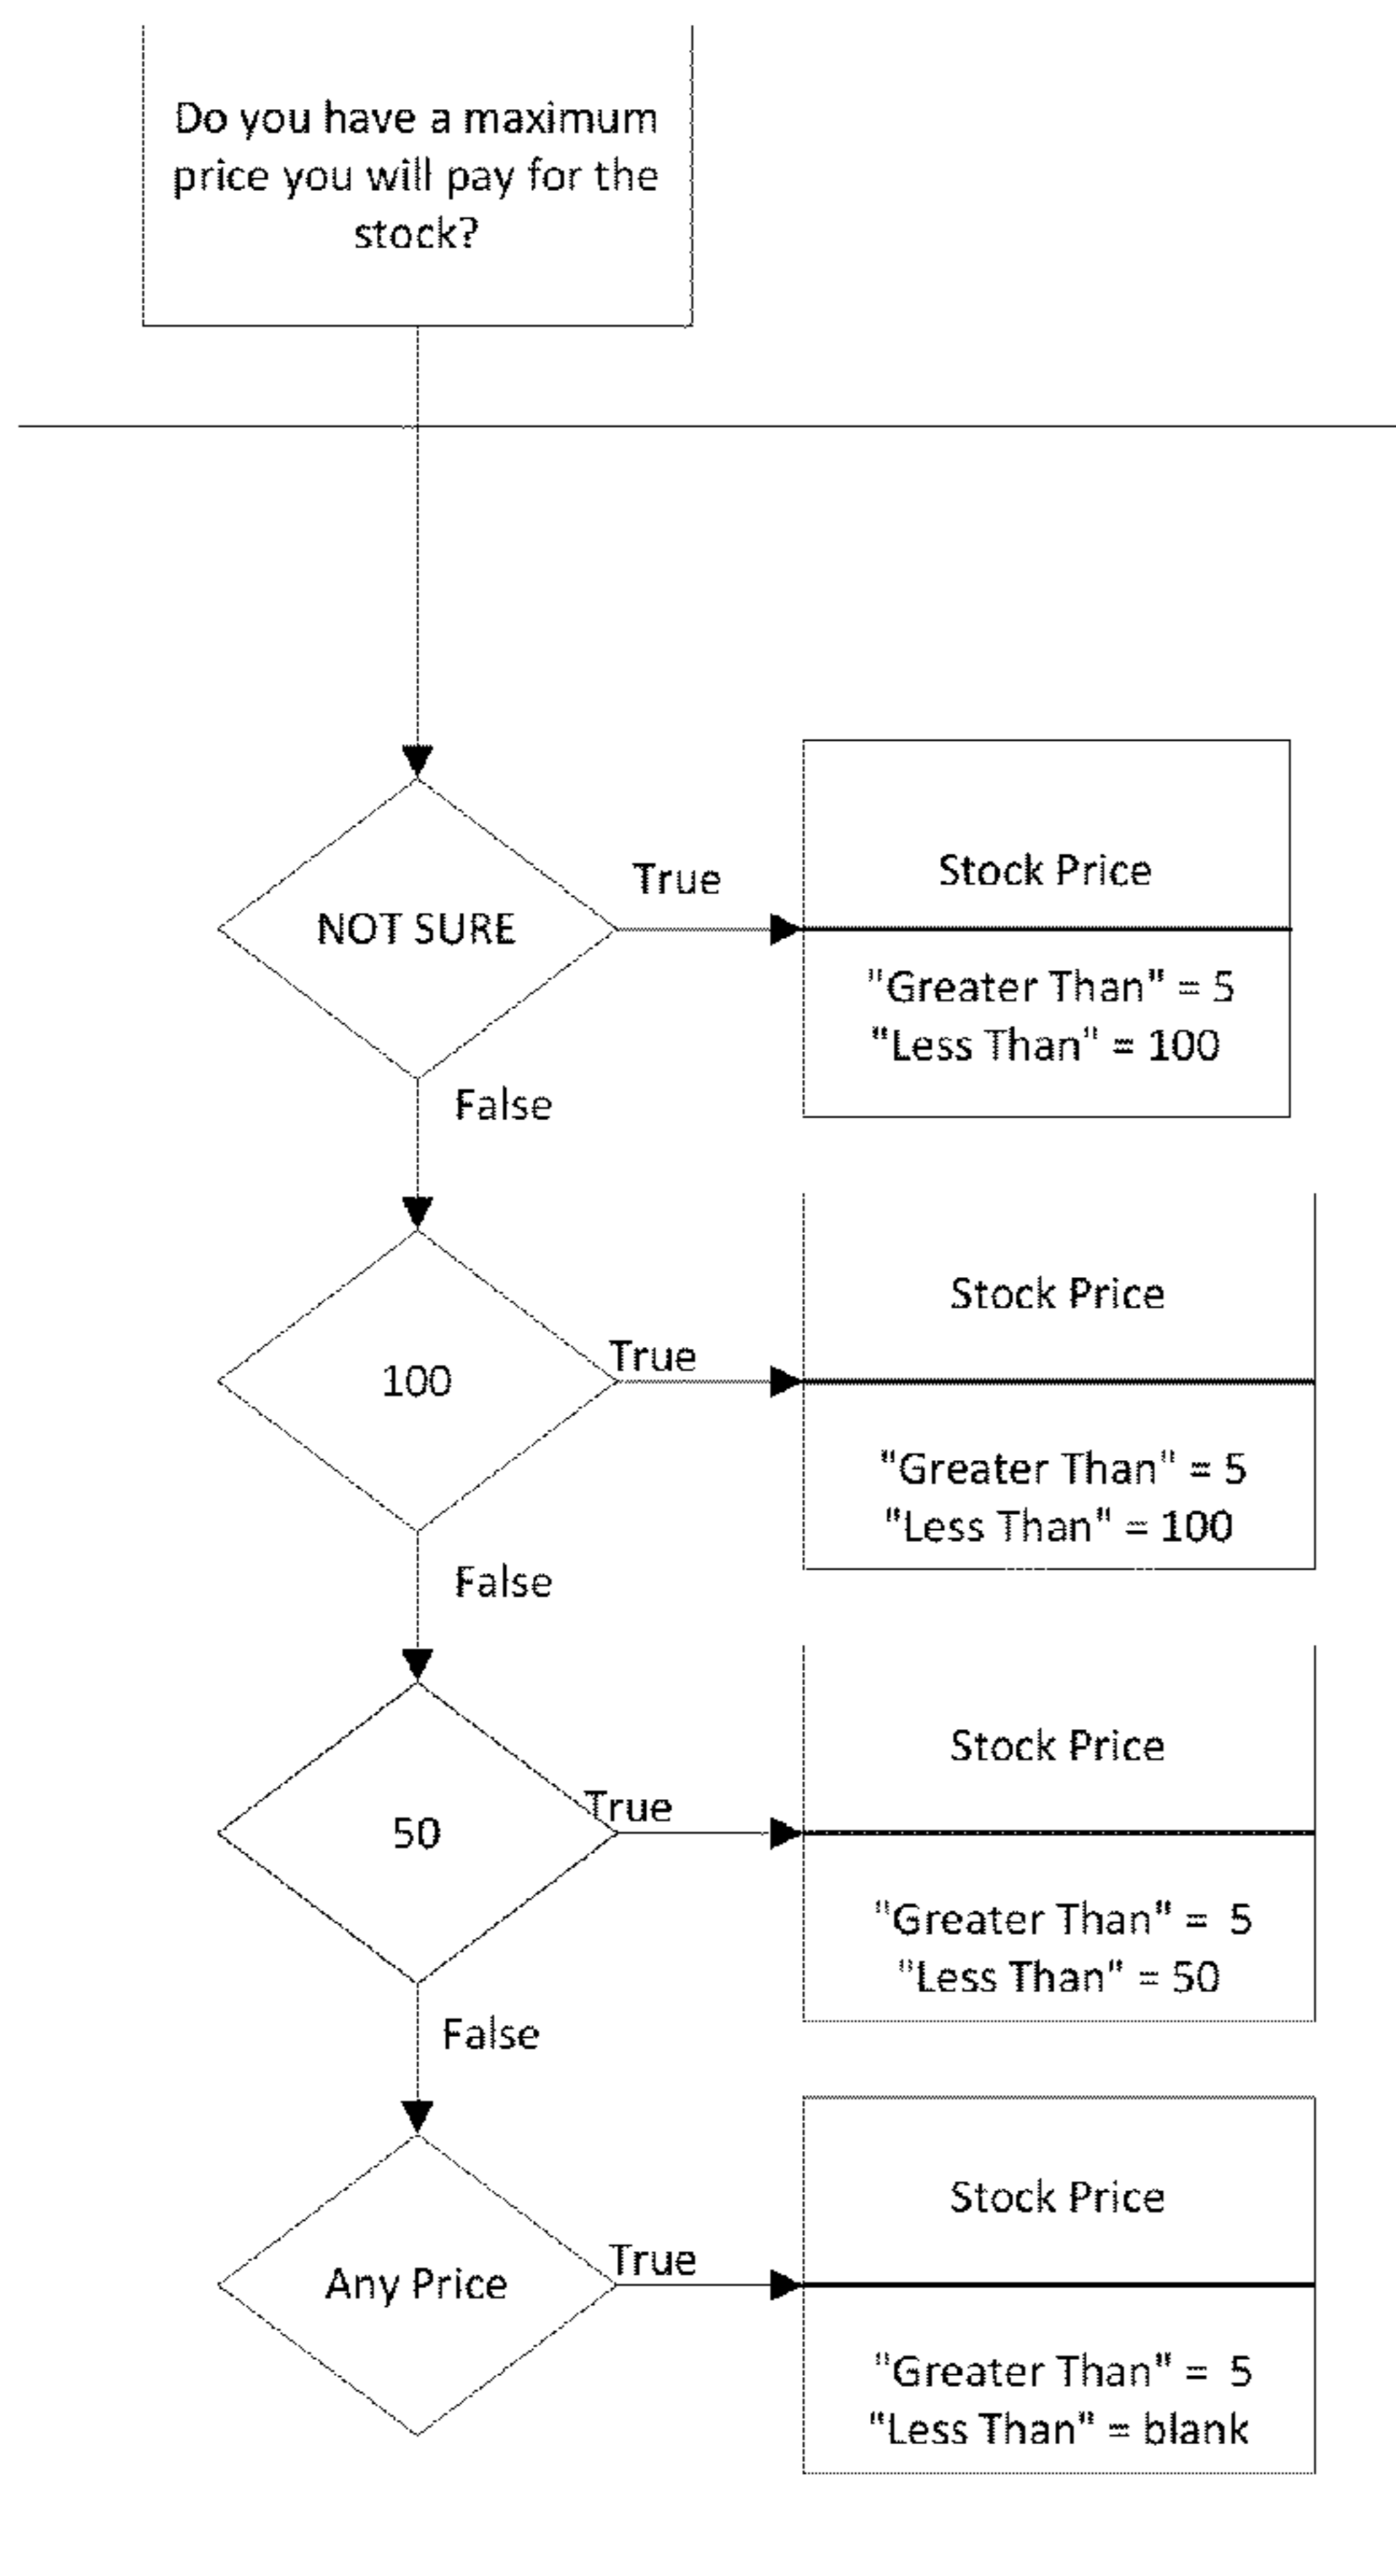 Do you have a maximum
price you will pay for the
stock?
NOT SURE
True
Stock Price
"Greater Than" = 5
"Less Than" = 100
False
100
True
Stock Price
"Greater Than" = 5
"Less Than" = 100
False
50
True
Stock Price
"Greater Than" = 5
"Less Than" = 50
False
Any Price
True
Stock Price
"Greater Than" = 5
"Less Than" = blank